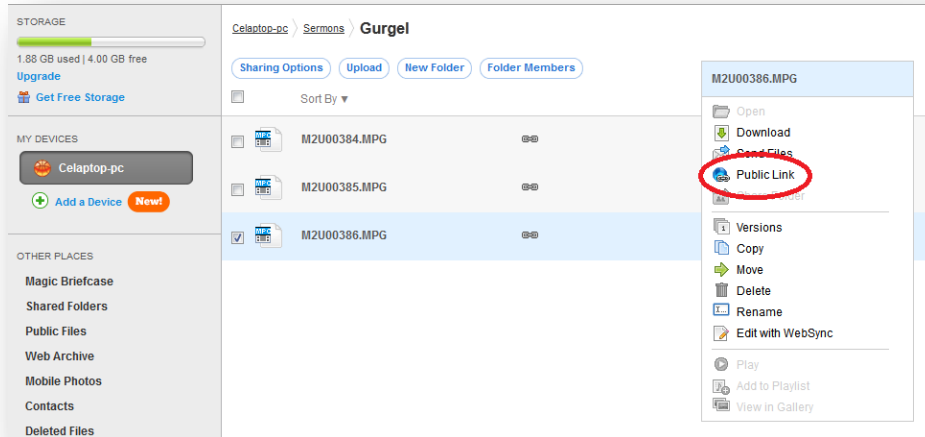 STORAGE
1.88 GB used | 4.00 GB free
Upgrade
Get Free Storage
MY DEVICES
Celaptop-pc
Add a Device New!
OTHER PLACES
Magic Briefcase
Shared Folders
Public Files
Web Archive
Mobile Photos
Contacts
Deleted Files
Celaptop-pc Sermons Gurgel
Sharing Options Upload New Folder Folder Members
Sort By ▼
M2U00384.MPG
M2U00385.MPG
M2U00386.MPG
M2U00386.MPG
Open
Download
Send Files
Public Link
Share Folder
Versions
Copy
Move
Delete
Rename
Edit with WebSync
Play
Add to Playlist
View in Gallery